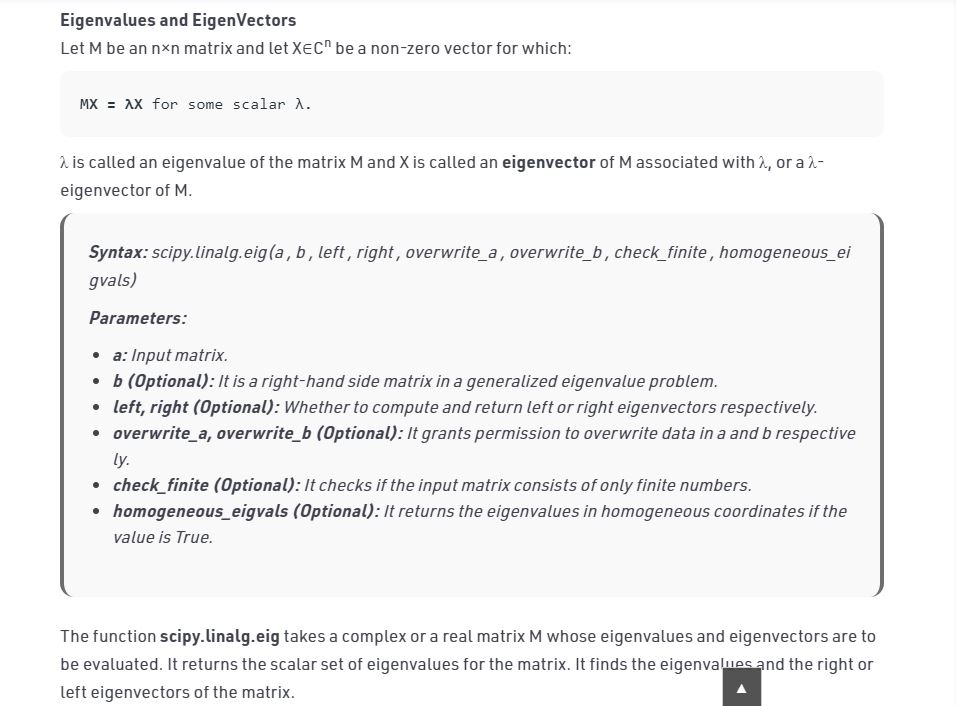 Eigenvalues and EigenVectors
Let M be an n×n matrix and let X∈Cⁿ be a non-zero vector for which:
MX = λX for some scalar λ.
λ is called an eigenvalue of the matrix M and X is called an eigenvector of M associated with λ, or a λ-
eigenvector of M.
Syntax: scipy.linalg.eig(a , b , left , right , overwrite_a , overwrite_b , check_finite , homogeneous_ei
gvals)
Parameters:
• a: Input matrix.
• b (Optional): It is a right-hand side matrix in a generalized eigenvalue problem.
• left, right (Optional): Whether to compute and return left or right eigenvectors respectively.
• overwrite_a, overwrite_b (Optional): It grants permission to overwrite data in a and b respective
ly.
• check_finite (Optional): It checks if the input matrix consists of only finite numbers.
• homogeneous_eigvals (Optional): It returns the eigenvalues in homogeneous coordinates if the
value is True.
The function scipy.linalg.eig takes a complex or a real matrix M whose eigenvalues and eigenvectors are to
be evaluated. It returns the scalar set of eigenvalues for the matrix. It finds the eigenvalues and the right or
left eigenvectors of the matrix.